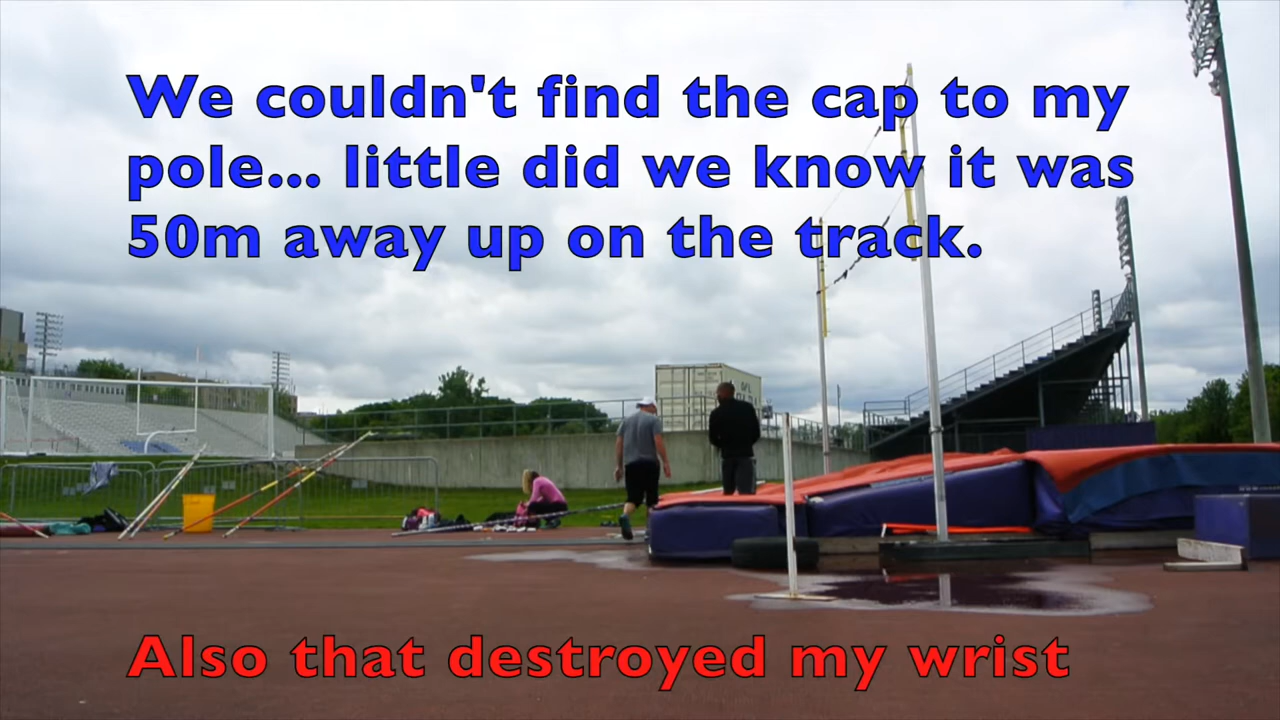 We couldn't find the cap to my
pole... little did we know it was
50m away up on the track.
Also that destroyed my wrist